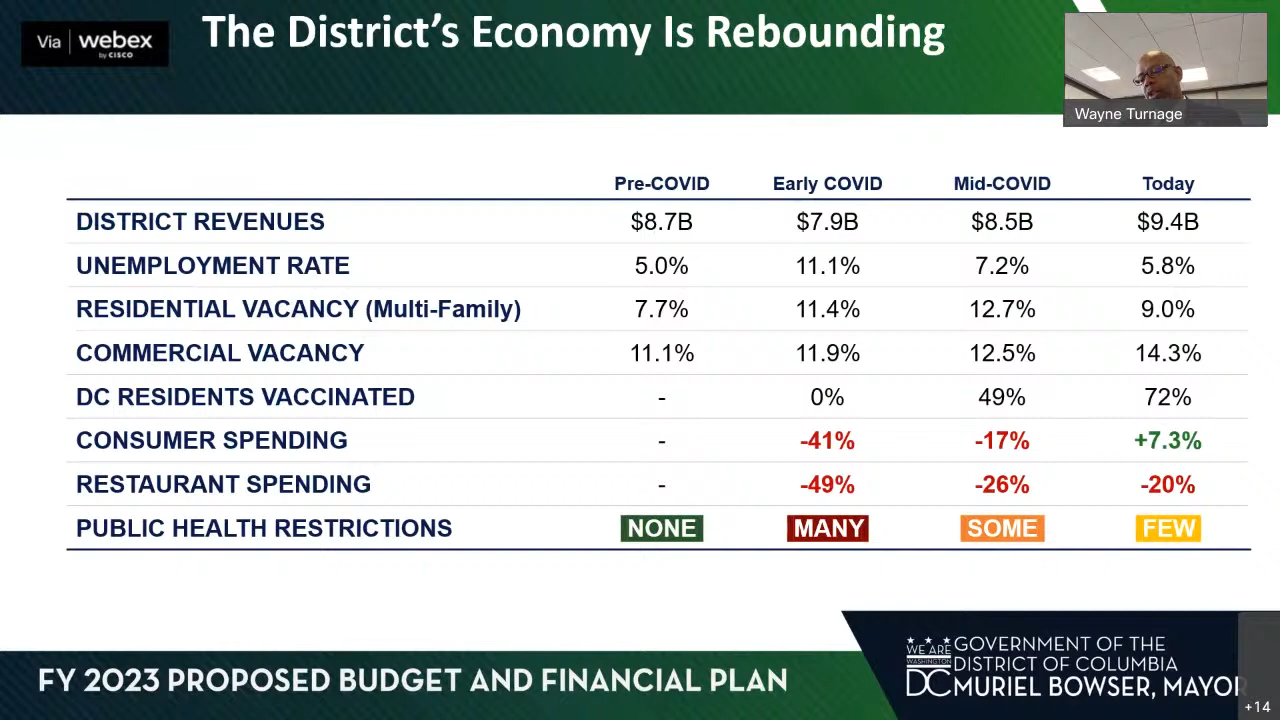 Via webex
by CISCO
The District's Economy Is Rebounding
Wayne Turnage
Pre-COVID Early COVID Mid-COVID Today
DISTRICT REVENUES $8.7B $7.9B $8.5B $9.4B
UNEMPLOYMENT RATE 5.0% 11.1% 7.2% 5.8%
RESIDENTIAL VACANCY (Multi-Family) 7.7% 11.4% 12.7% 9.0%
COMMERCIAL VACANCY 11.1% 11.9% 12.5% 14.3%
DC RESIDENTS VACCINATED - 0% 49% 72%
CONSUMER SPENDING - -41% -17% +7.3%
RESTAURANT SPENDING - -49% -26% -20%
PUBLIC HEALTH RESTRICTIONS NONE MANY SOME FEW
FY 2023 PROPOSED BUDGET AND FINANCIAL PLAN
WE ARE
WASHINGTON
DC
GOVERNMENT OF THE
DISTRICT OF COLUMBIA
MURIEL BOWSER, MAYOR
+14